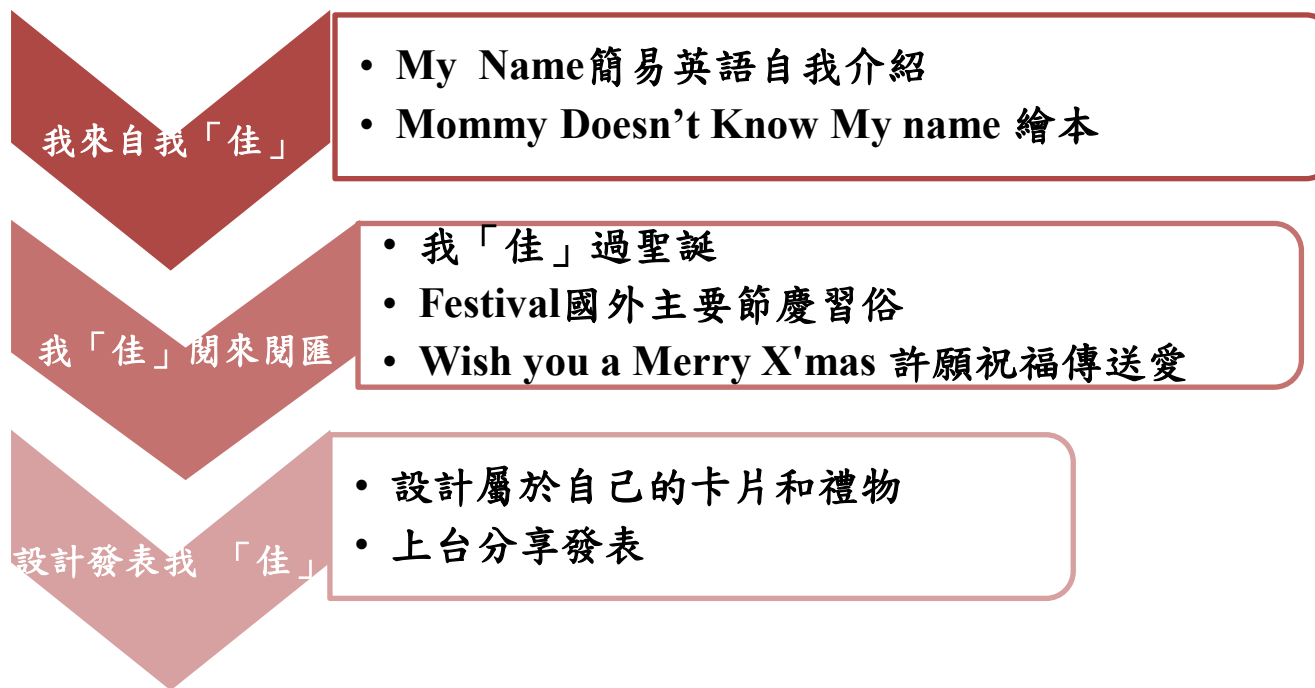 我來自我「佳」
• My Name簡易英語自我介紹
• Mommy Doesn’t Know My name 繪本
我「佳」閱來閱匯
• 我「佳」過聖誕
• Festival國外主要節慶習俗
• Wish you a Merry X'mas 許願祝福傳送愛
設計發表我 「佳」
• 設計屬於自己的卡片和禮物
• 上台分享發表